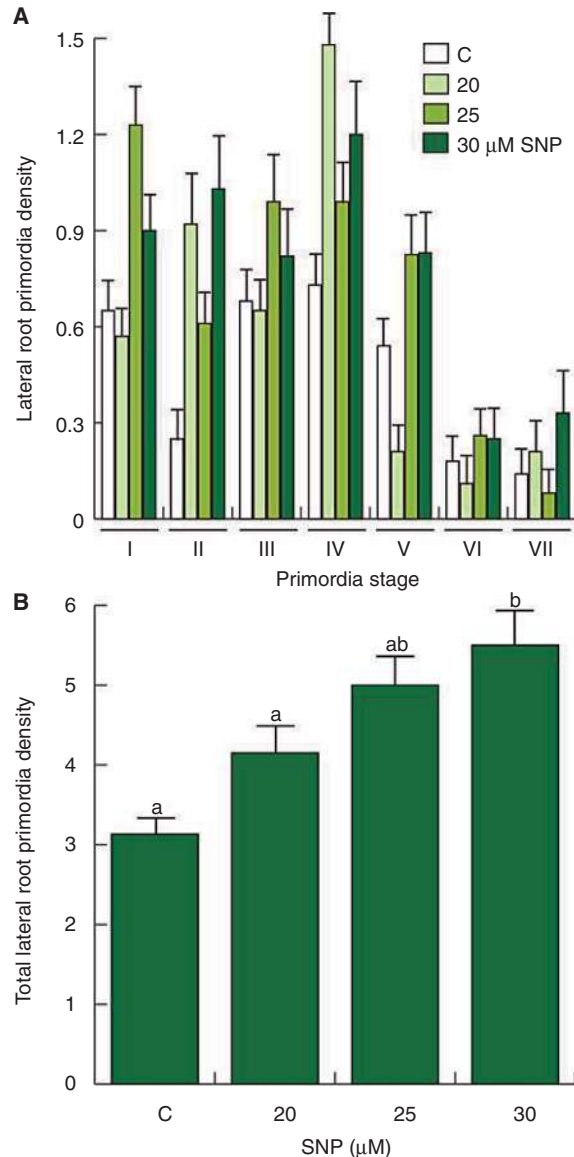 A
1.5
1.2
0.9
0.6
0.3
0
Lateral root primordia density
C
20
25
30 μM SNP
I II III IV V VI VII
Primordia stage
B
6
5
4
3
2
1
0
Total lateral root primordia density
a
a
ab
b
C 20 25 30
SNP (μM)